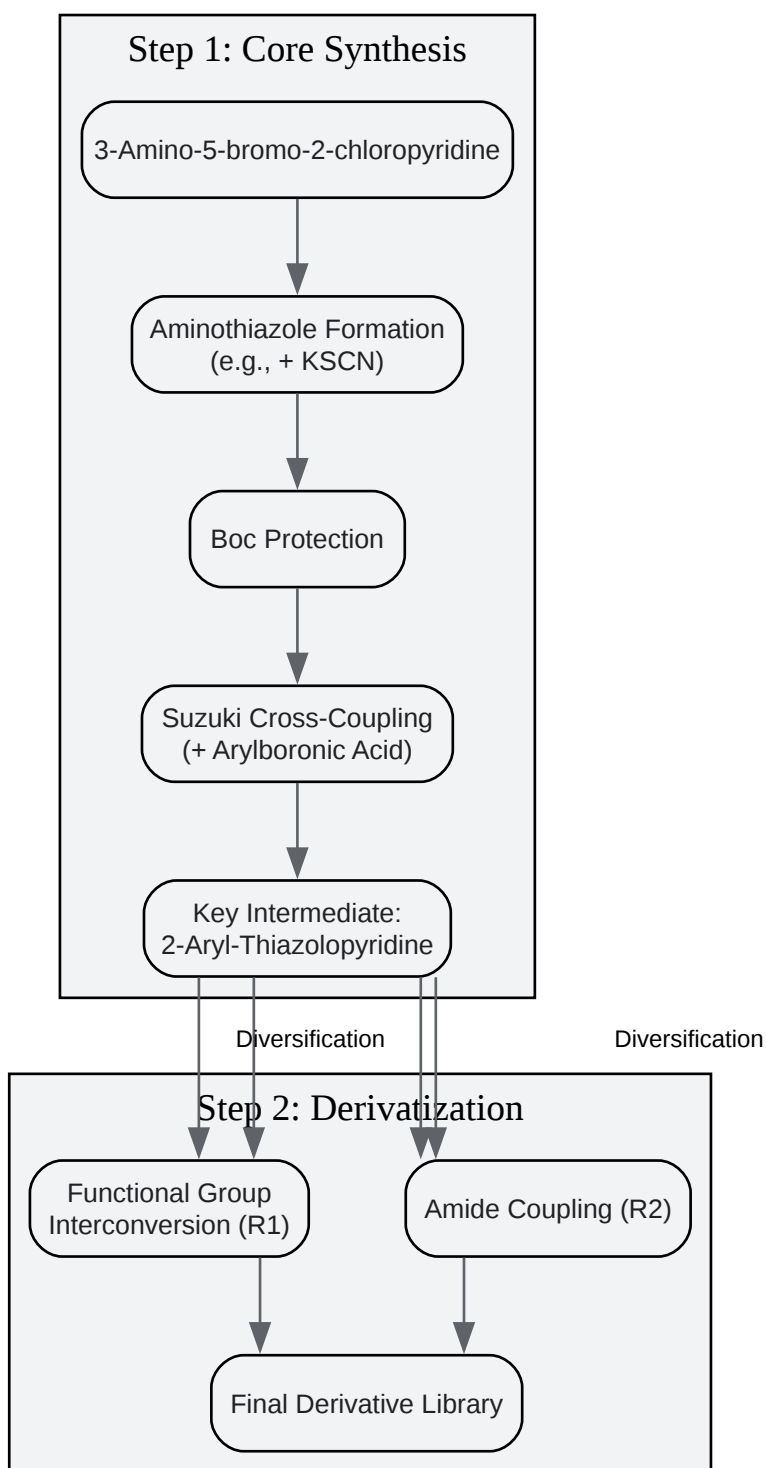 Step 1: Core Synthesis
3-Amino-5-bromo-2-chloropyridine
Aminothiazole Formation
(e.g., + KSCN)
Boc Protection
Suzuki Cross-Coupling
(+ Arylboronic Acid)
Key Intermediate:
2-Aryl-Thiazolopyridine
Diversification
Diversification
Step 2: Derivatization
Functional Group
Interconversion (R1)
Amide Coupling (R2)
Final Derivative Library